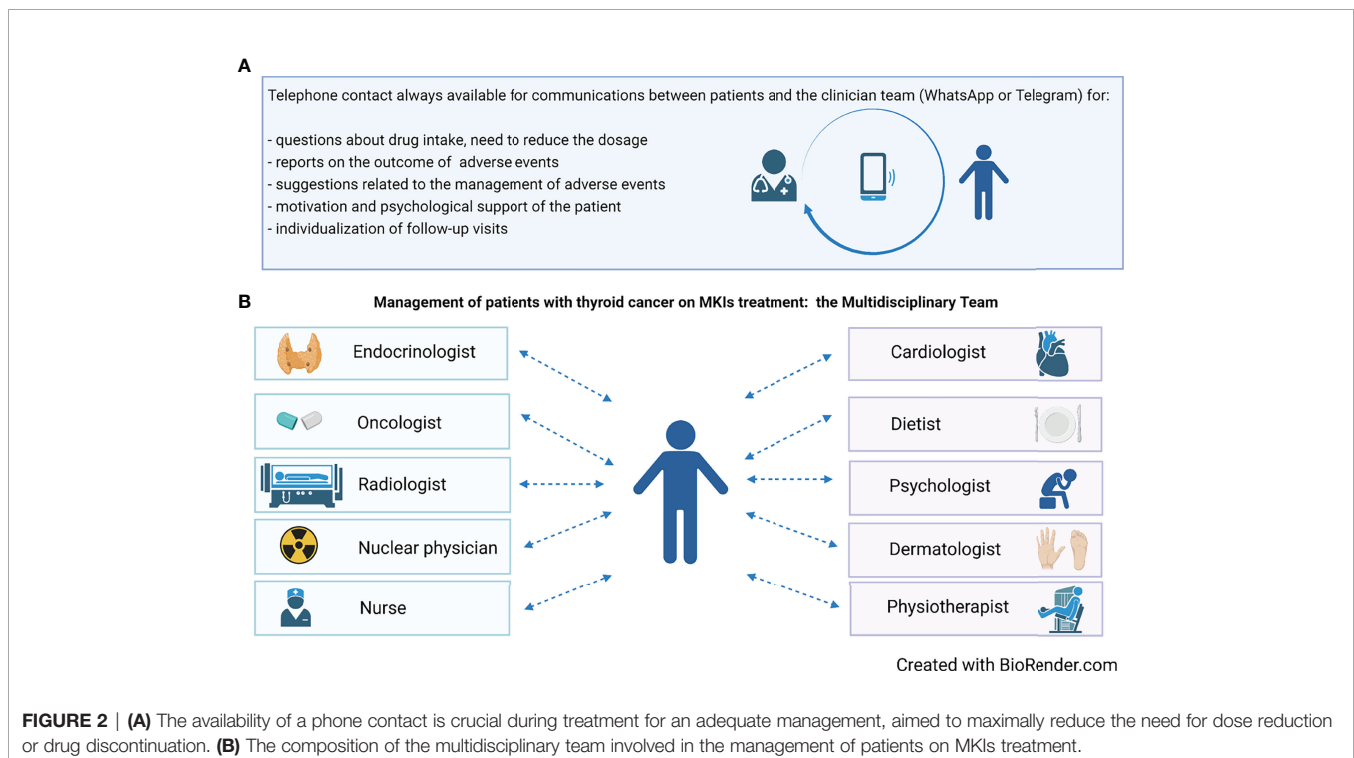 A
Telephone contact always available for communications between patients and the clinician team (WhatsApp or Telegram) for:
- questions about drug intake, need to reduce the dosage
- reports on the outcome of adverse events
- suggestions related to the management of adverse events
- motivation and psychological support of the patient
- individualization of follow-up visits
B
Management of patients with thyroid cancer on MKIs treatment: the Multidisciplinary Team
Endocrinologist
Oncologist
Radiologist
Nuclear physician
Nurse
Cardiologist
Dietist
Psychologist
Dermatologist
Physiotherapist
Created with BioRender.com
FIGURE 2 | (A) The availability of a phone contact is crucial during treatment for an adequate management, aimed to maximally reduce the need for dose reduction
or drug discontinuation. (B) The composition of the multidisciplinary team involved in the management of patients on MKIs treatment.